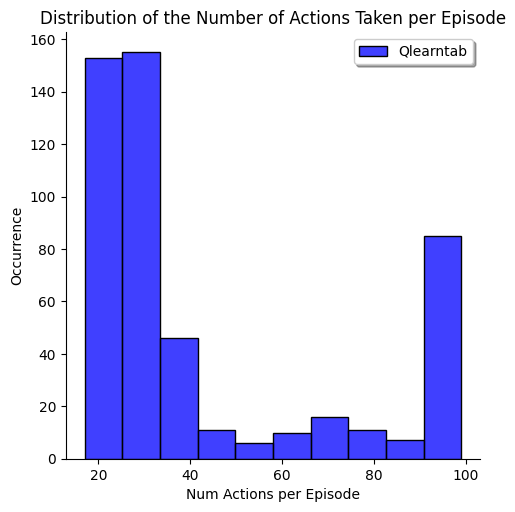 Distribution of the Number of Actions Taken per Episode
Qlearntab
160
140
120
100
80
60
40
20
0
Occurrence
20 40 60 80 100
Num Actions per Episode